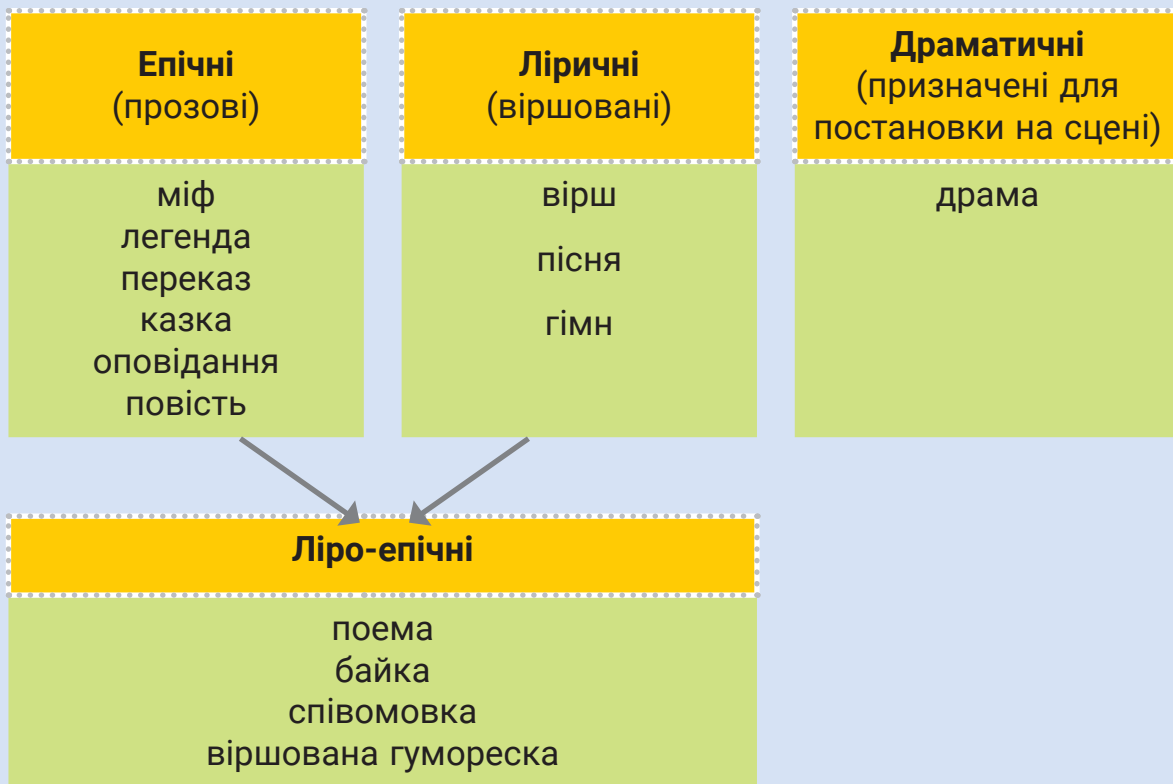 Епічні
(прозові)
міф
легенда
переказ
казка
оповідання
повість
Ліричні
(віршовані)
вірш
пісня
гімн
Драматичні
(призначені для
постановки на сцені)
драма
Ліро-епічні
поема
байка
співомовка
віршована гумореска